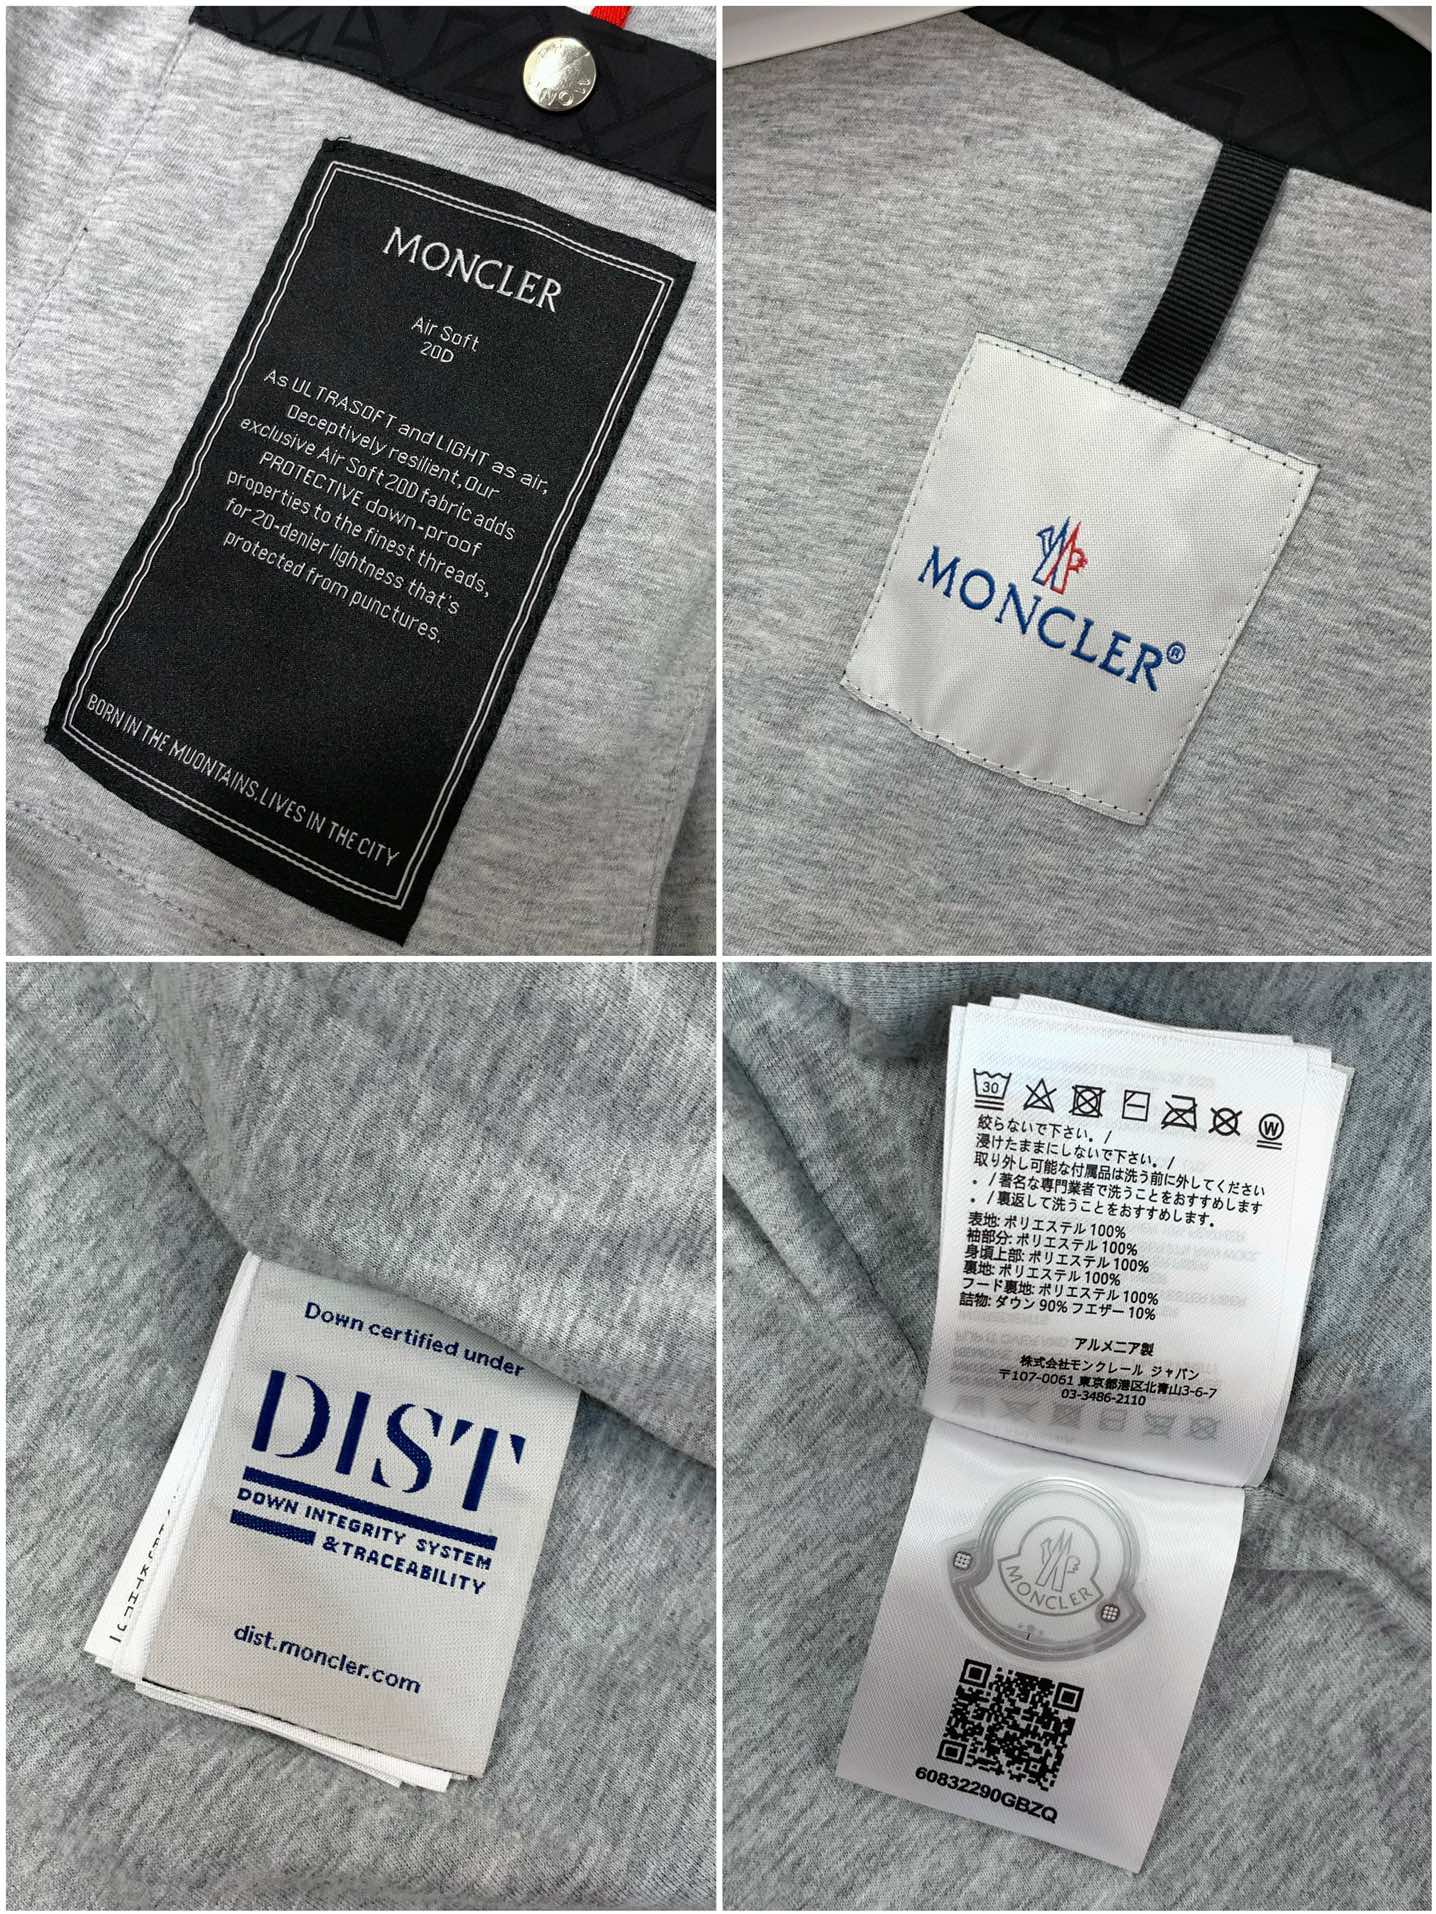 MONCLER
Air Soft
20D
As ULTRASOFT and LIGHT as air,
Deceptively resilient, Our
exclusive Air Soft 20D fabric adds
PROTECTIVE down-proof
properties to the finest threads,
for 20-denier lightness that's
protected from punctures.
BORN IN THE MUONTAINS. LIVES IN THE CITY
MONCLER®
Down certified under
DIST
DOWN INTEGRITY SYSTEM
& TRACEABILITY
dist.moncler.com
30 W
絞らないで下さい。/
浸けたままにしないで下さい。/
取り外し可能な付属品は洗う前に外してください
。/著名な専門業者で洗うことをおすすめします
。/裏返して洗うことをおすすめします。
表地: ポリエステル 100%
袖部分: ポリエステル 100%
身頃上部: ポリエステル 100%
裏地: ポリエステル 100%
フード裏地: ポリエステル 100%
詰物: ダウン 90% フエザー 10%
アルメニア製
株式会社モンクレール ジャパン
〒107-0061 東京都港区北青山3-6-7
03-3486-2110
MONCLER
60832290GBZQ